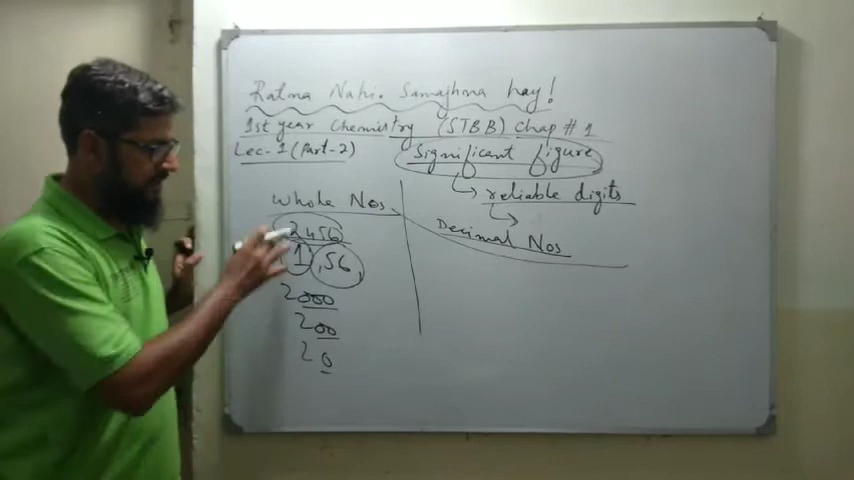 Ratna Nahi. Samajhna hay!
1st year Chemistry (STBB) Chap # 1
Lec-1 (Part-2)
Significant figure
reliable digits
Whole Nos
2456
1,56,
2000
200
20
Decimal Nos